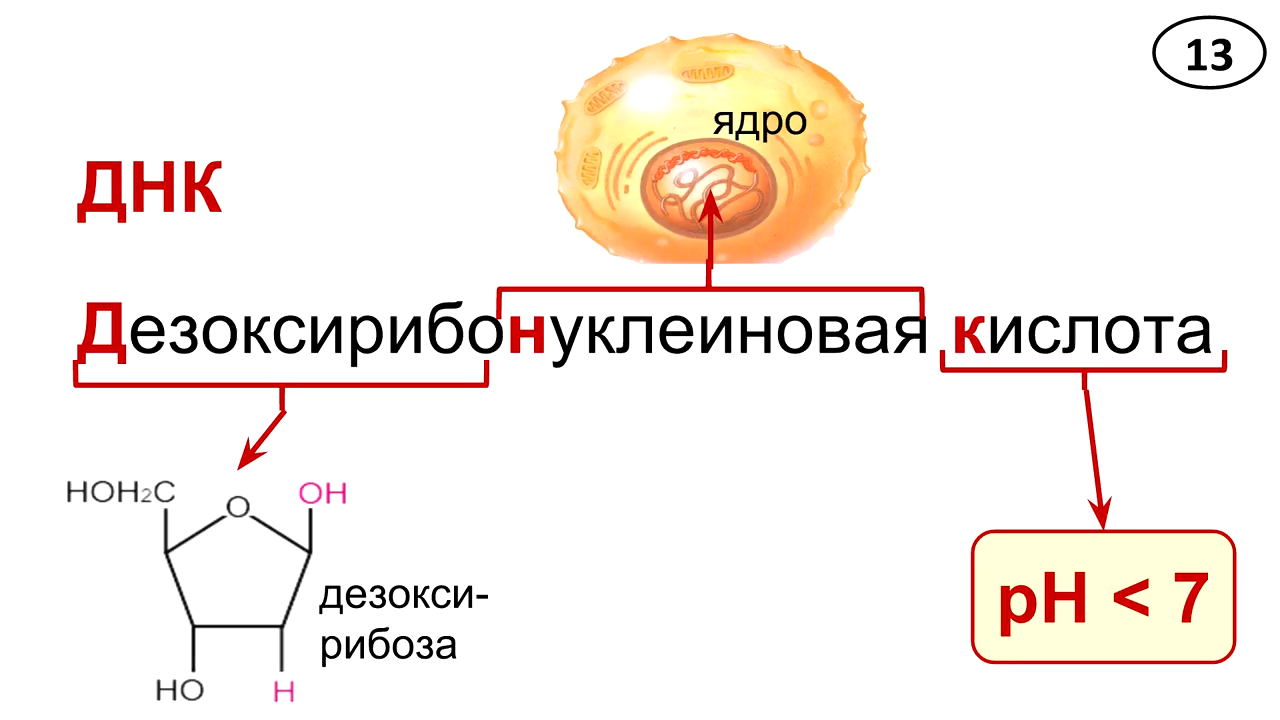 13
ядро
ДНК
Дезоксирибонуклеиновая кислота
HOH₂C
O
OH
дезокси-
рибоза
HO
H
pH < 7